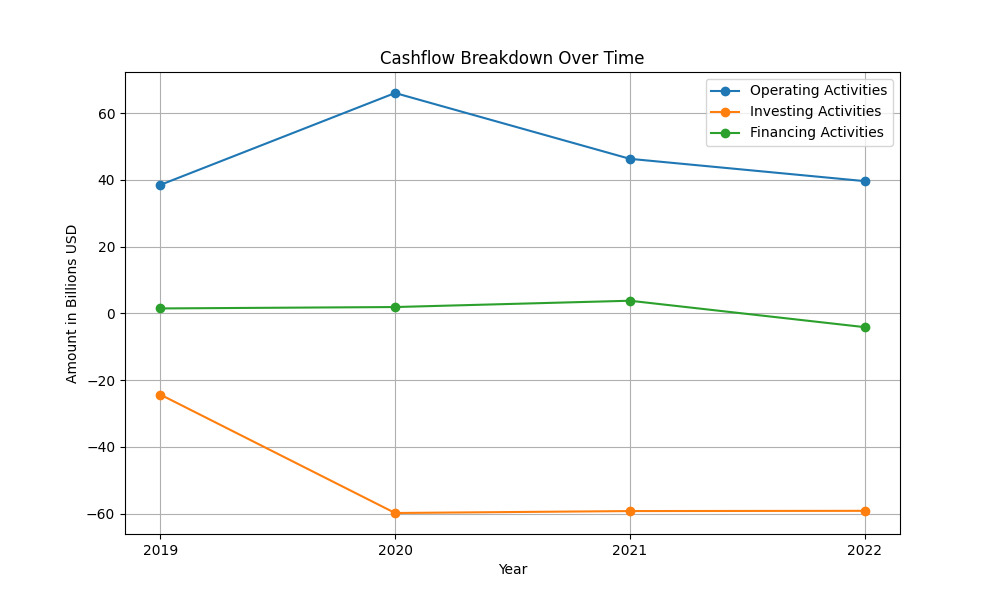 Cashflow Breakdown Over Time
Operating Activities
Investing Activities
Financing Activities
Amount in Billions USD
60
40
20
0
−20
−40
−60
2019 2020 2021 2022
Year